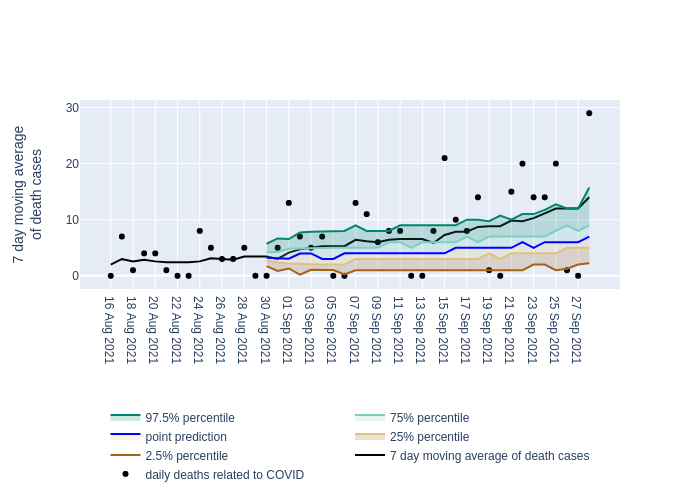 7 day moving average
of death cases
30
20
10
0
16 Aug 2021
18 Aug 2021
20 Aug 2021
22 Aug 2021
24 Aug 2021
26 Aug 2021
28 Aug 2021
30 Aug 2021
01 Sep 2021
03 Sep 2021
05 Sep 2021
07 Sep 2021
09 Sep 2021
11 Sep 2021
13 Sep 2021
15 Sep 2021
17 Sep 2021
19 Sep 2021
21 Sep 2021
23 Sep 2021
25 Sep 2021
27 Sep 2021
97.5% percentile
75% percentile
point prediction
25% percentile
2.5% percentile
7 day moving average of death cases
daily deaths related to COVID